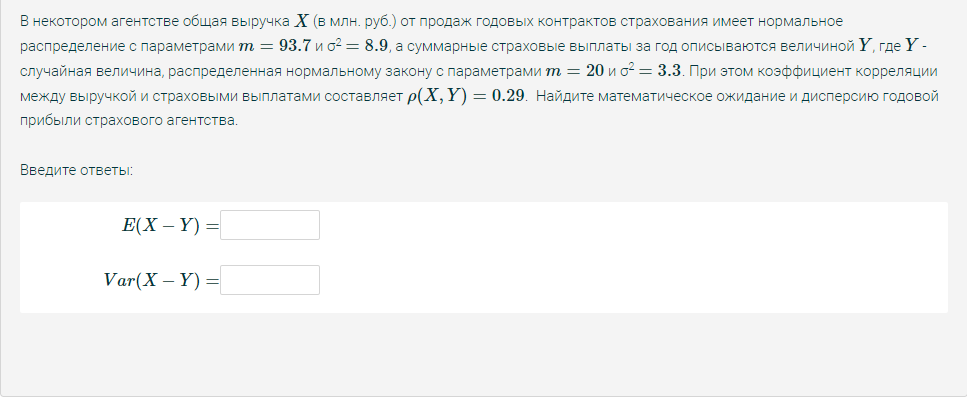 В некотором агентстве общая выручка X (в млн. руб.) от продаж годовых контрактов страхования имеет нормальное
распределение с параметрами m = 93.7 и σ² = 8.9, а суммарные страховые выплаты за год описываются величиной Y, где Y -
случайная величина, распределенная нормальному закону с параметрами m = 20 и σ² = 3.3. При этом коэффициент корреляции
между выручкой и страховыми выплатами составляет ρ(X, Y) = 0.29. Найдите математическое ожидание и дисперсию годовой
прибыли страхового агентства.
Введите ответы:
E(X − Y) =
Var(X − Y) =